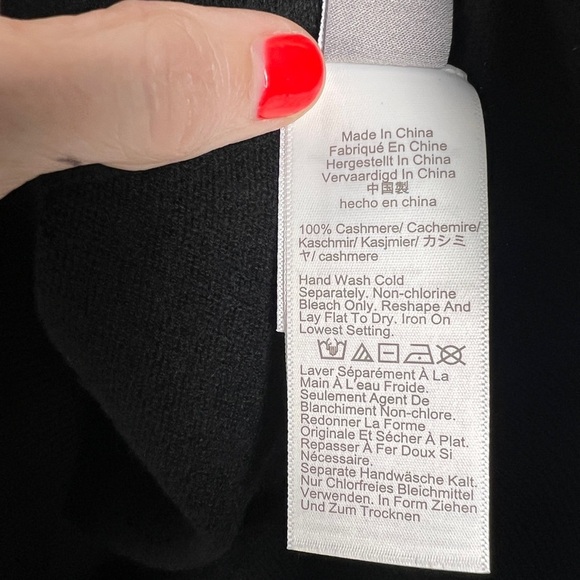 Made In China
Fabriqué En Chine
Hergestellt In China
Vervaardigd In China
中国製
hecho en china
100% Cashmere/ Cachemire/
Kaschmir/ Kasjmier/ カシミ
ヤ/ cashmere
Hand Wash Cold
Separately. Non-chlorine
Bleach Only. Reshape And
Lay Flat To Dry. Iron On
Lowest Setting.
Laver Séparément À La
Main À L'eau Froide.
Seulement Agent De
Blanchiment Non-chlore.
Redonner La Forme
Originale Et Sécher À Plat.
Repasser À Fer Doux Si
Nécessaire.
Separate Handwäsche Kalt.
Nur Chlorfreies Bleichmittel
Verwenden. In Form Ziehen
Und Zum Trocknen